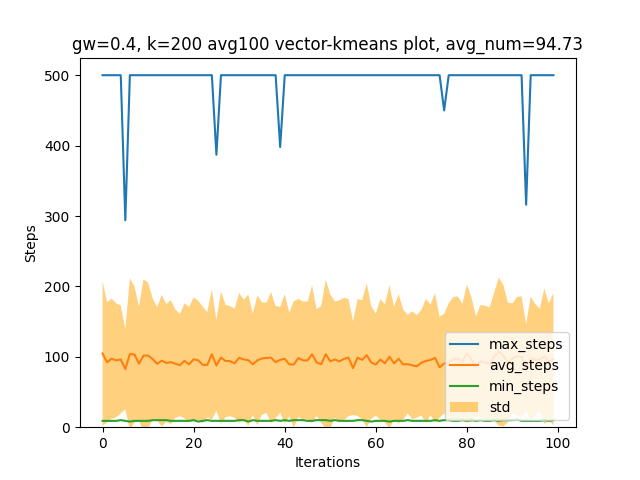 gw=0.4, k=200 avg100 vector-kmeans plot, avg_num=94.73
500
400
300
200
100
0
Steps
max_steps
avg_steps
min_steps
std
0 20 40 60 80 100
Iterations